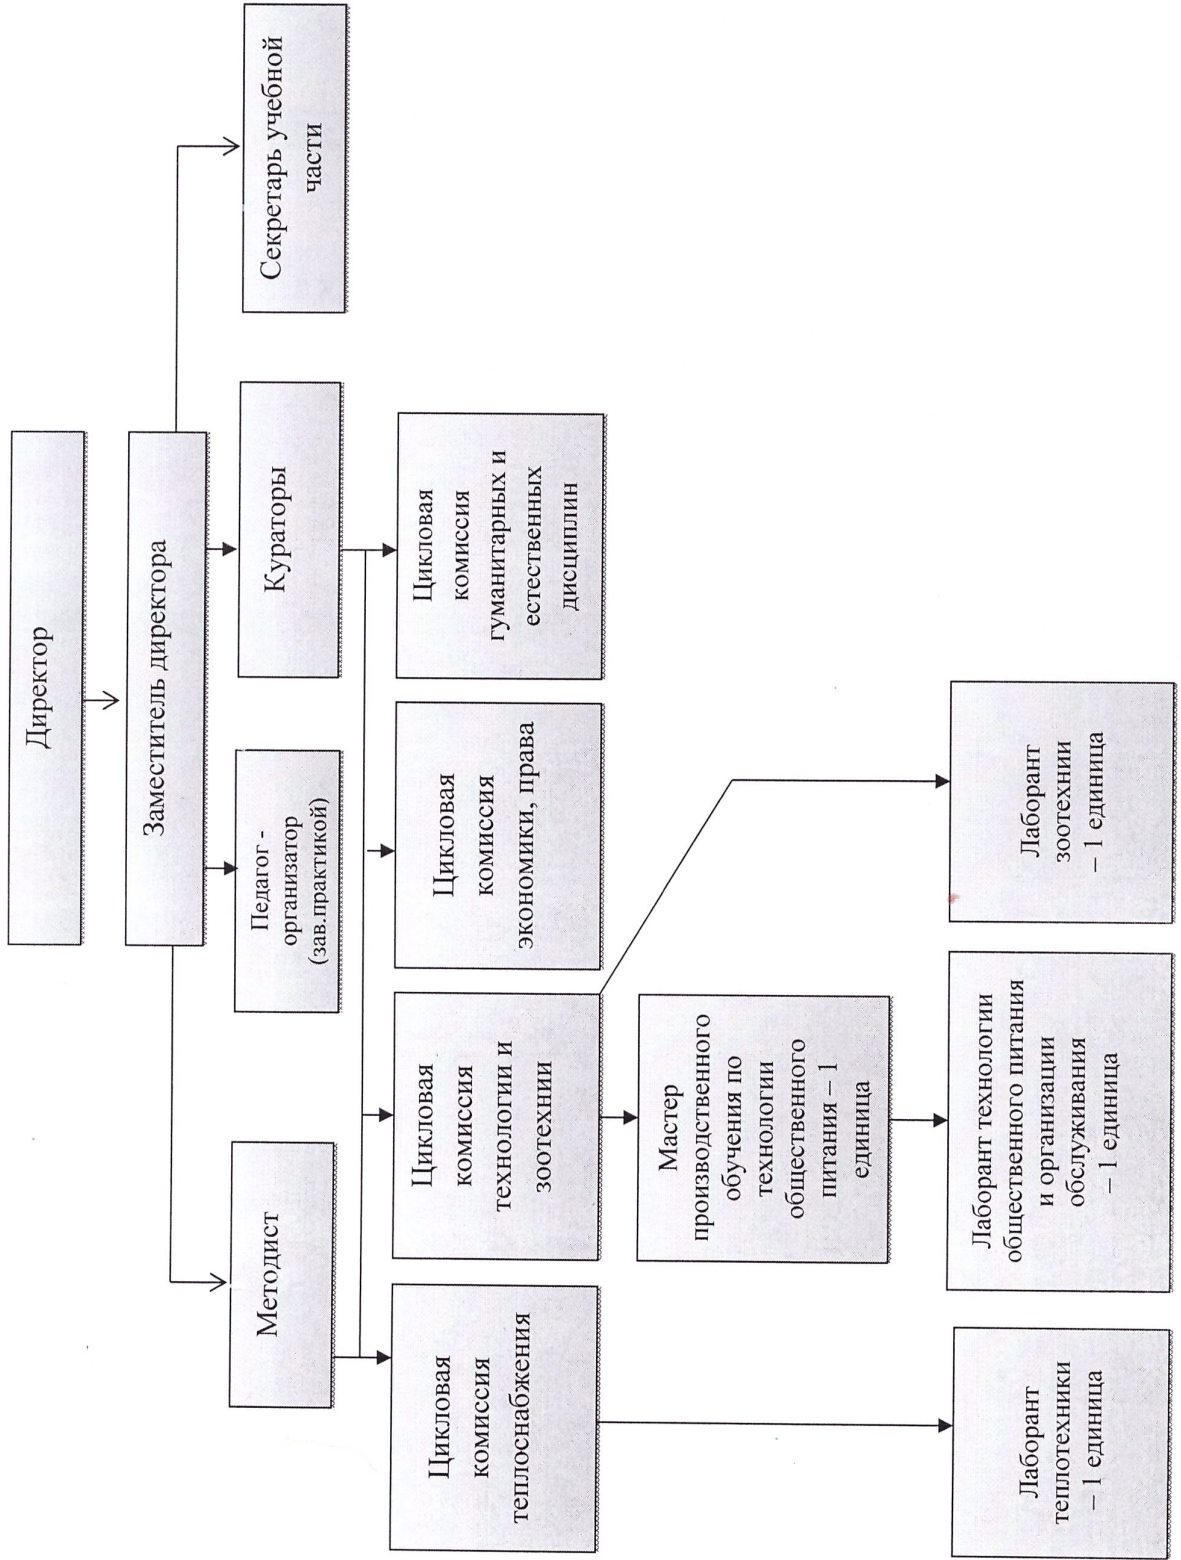 Директор
Заместитель директора
Методист
Педагог -
организатор
(зав.практикой)
Кураторы
Секретарь учебной
части
Цикловая
комиссия
теплоснабжения
Цикловая
комиссия
технологии и
зоотехнии
Цикловая
комиссия
экономики, права
Цикловая
комиссия
гуманитарных и
естественных
дисциплин
Мастер
производственного
обучения по
технологии
общественного
питания – 1
единица
Лаборант
теплотехники
– 1 единица
Лаборант технологии
общественного питания
и организации
обслуживания
– 1 единица
Лаборант
зоотехнии
– 1 единица